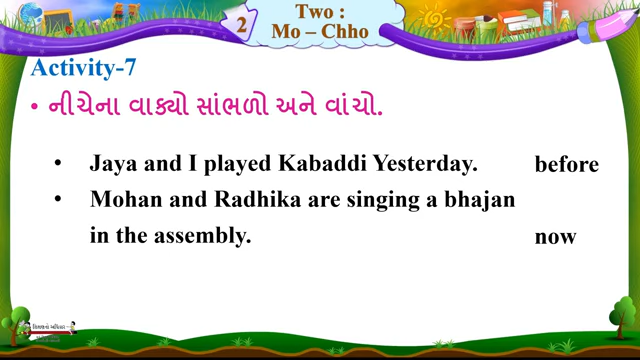 2
Two :
Mo – Chho
Activity-7
• નીચેના વાક્યો સાંભળો અને વાંચો.
• Jaya and I played Kabaddi Yesterday. before
• Mohan and Radhika are singing a bhajan
in the assembly. now